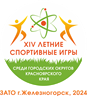 XIV ЛЕТНИЕ
СПОРТИВНЫЕ ИГРЫ
СРЕДИ ГОРОДСКИХ ОКРУГОВ
КРАСНОЯРСКОГО
КРАЯ
ЗАТО г.Железногорск, 2024